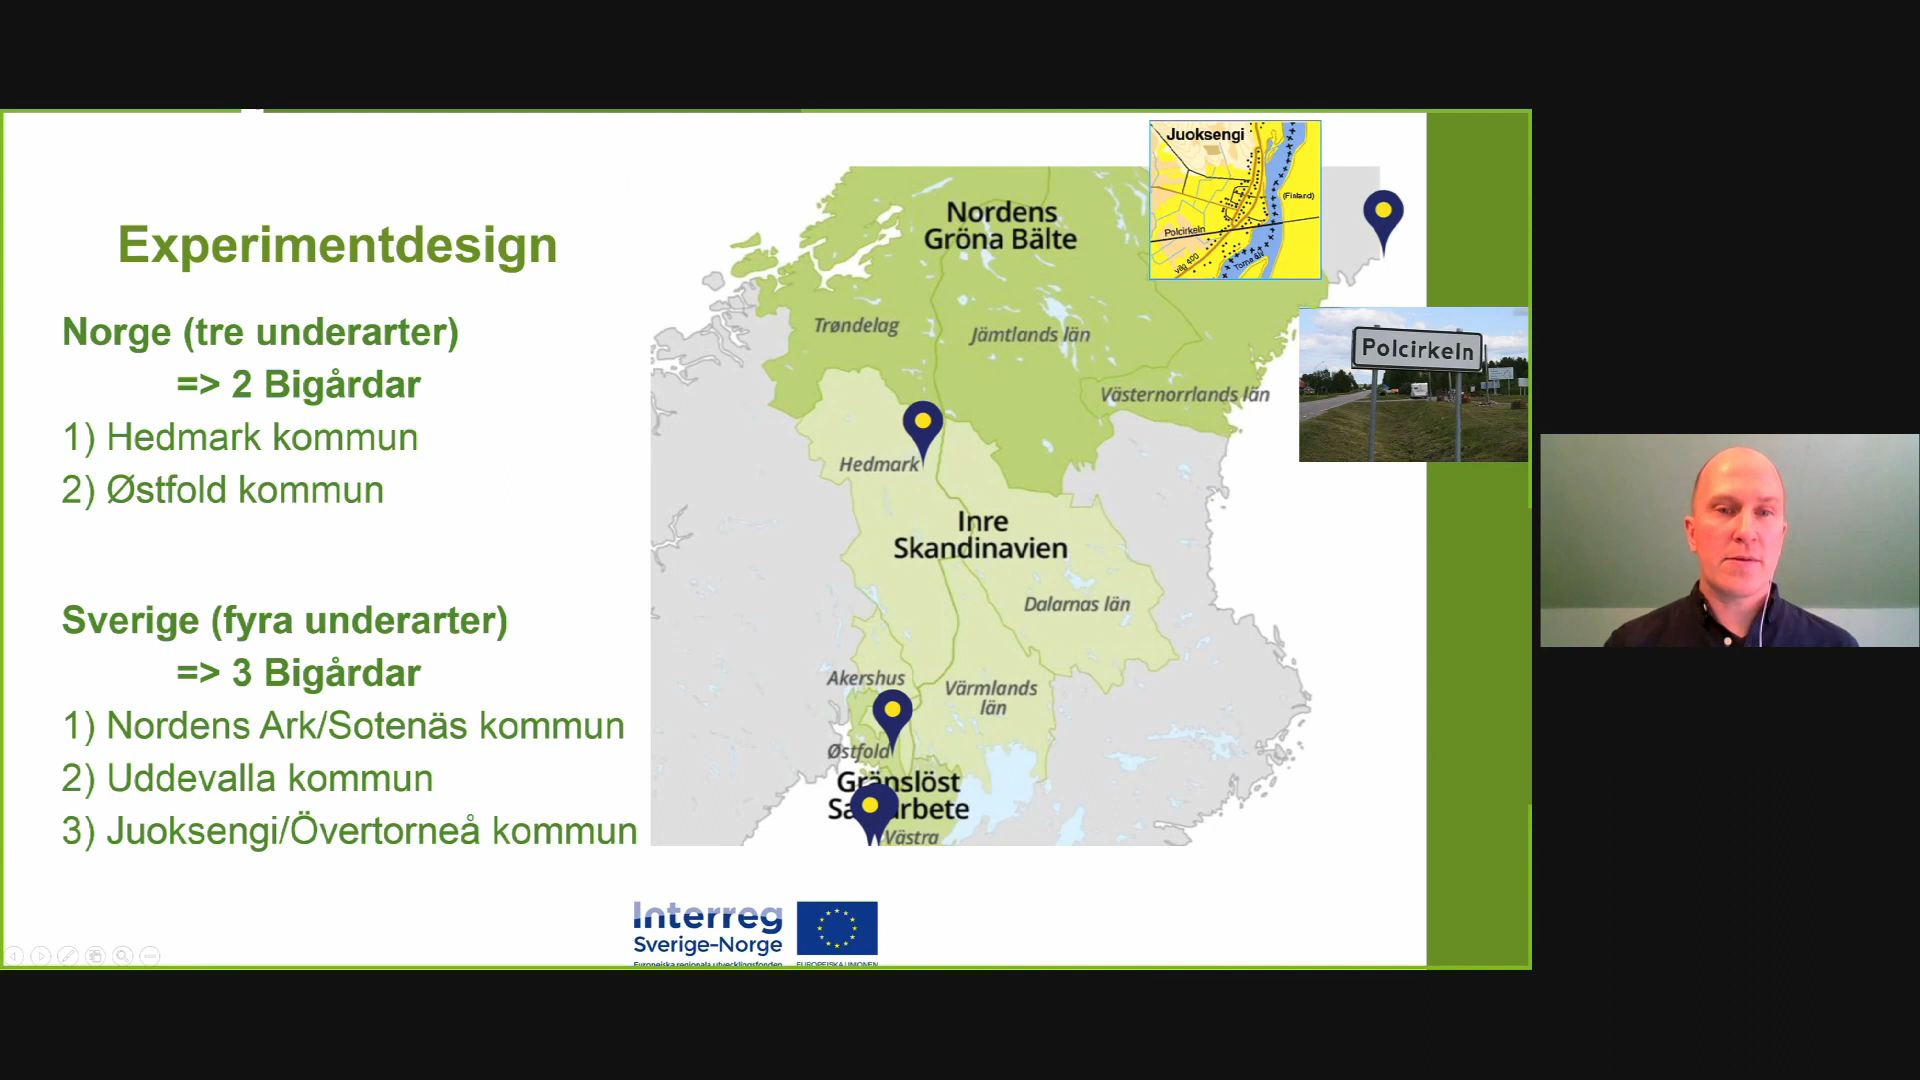 Experimentdesign
Norge (tre underarter)
=> 2 Bigårdar
1) Hedmark kommun
2) Østfold kommun
Sverige (fyra underarter)
=> 3 Bigårdar
1) Nordens Ark/Sotenäs kommun
2) Uddevalla kommun
3) Juoksengi/Övertorneå kommun
Nordens
Gröna Bälte
Trøndelag
Jämtlands län
Västernorrlands län
Hedmark
Inre
Skandinavien
Dalarnas län
Akershus
Värmlands
län
Østfold
Gränslöst
Samarbete
Västra
Juoksengi
(Finland)
Polcirkeln
väg 400
Torne älv
Polcirkeln
Interreg
Sverige-Norge
Europeiska regionala utvecklingsfonden
EUROPEISKA UNIONEN